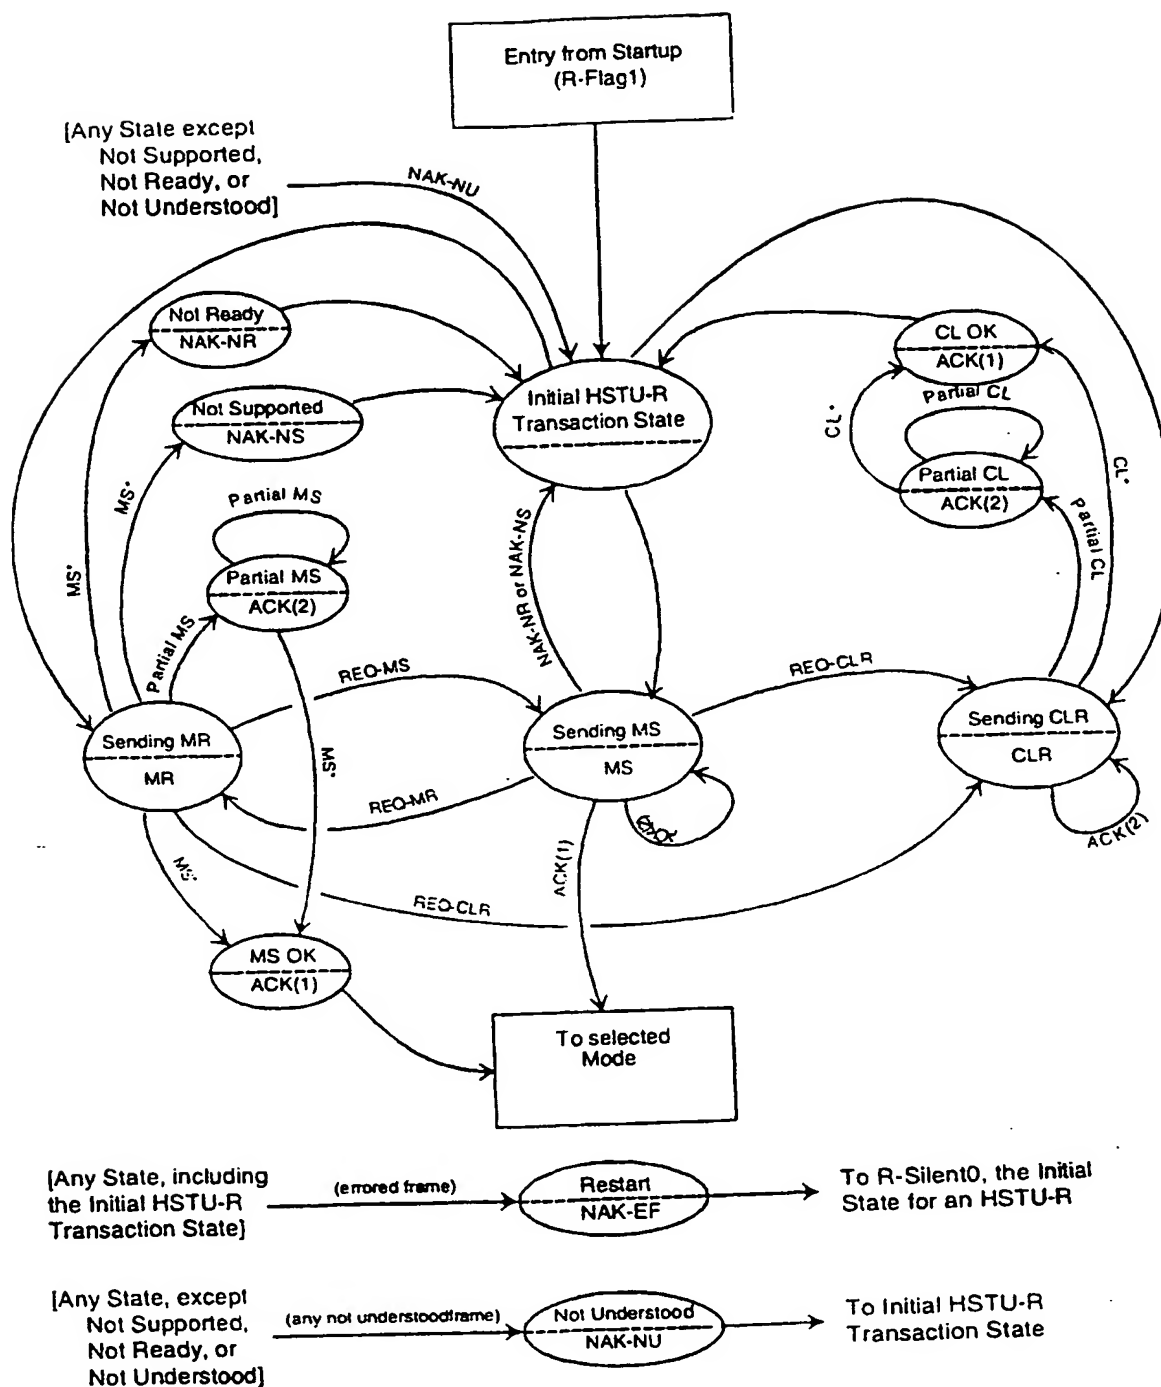 Entry from Startup
(R-Flag1)
[Any State except
Not Supported,
Not Ready, or
Not Understood]
NAK-NU
Not Ready
NAK-NR
CL OK
ACK(1)
Initial HSTU-R
Transaction State
Not Supported
NAK-NS
Partial CL
CL*
Partial CL
ACK(2)
CL*
Partial CL
MS*
MS*
Partial MS
Partial MS
ACK(2)
Partial MS
NAK-NR or NAK-NS
REQ-MS
REQ-CLR
Sending MR
MR
MS*
Sending MS
MS
Sending CLR
CLR
REQ-MR
ACK(2)
MS*
ACK(1)
REQ-CLR
MS OK
ACK(1)
To selected
Mode
[Any State, including
the Initial HSTU-R
Transaction State]
(errored frame)
Restart
NAK-EF
To R-Silent0, the Initial
State for an HSTU-R
[Any State, except
Not Supported,
Not Ready, or
Not Understood]
(any not understoodframe)
Not Understood
NAK-NU
To Initial HSTU-R
Transaction State